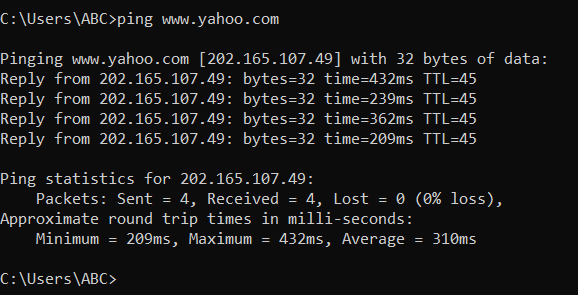 C:\Users\ABC>ping www.yahoo.com
Pinging www.yahoo.com [202.165.107.49] with 32 bytes of data:
Reply from 202.165.107.49: bytes=32 time=432ms TTL=45
Reply from 202.165.107.49: bytes=32 time=239ms TTL=45
Reply from 202.165.107.49: bytes=32 time=362ms TTL=45
Reply from 202.165.107.49: bytes=32 time=209ms TTL=45
Ping statistics for 202.165.107.49:
Packets: Sent = 4, Received = 4, Lost = 0 (0% loss),
Approximate round trip times in milli-seconds:
Minimum = 209ms, Maximum = 432ms, Average = 310ms
C:\Users\ABC>